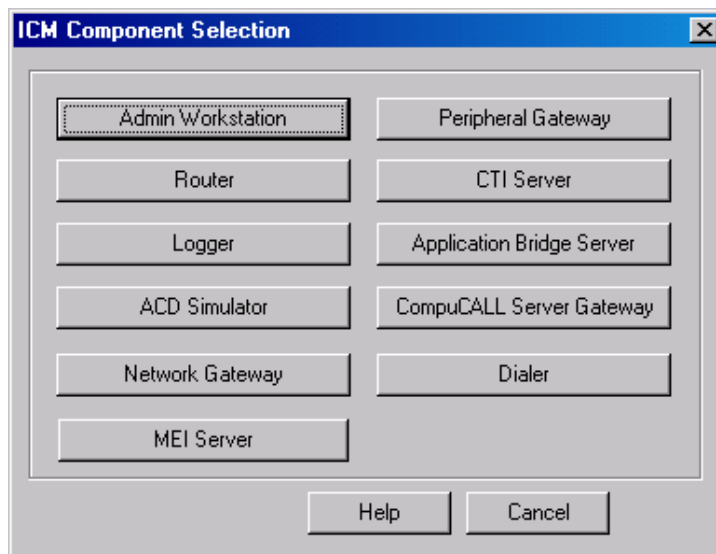 ICM Component Selection
Admin Workstation
Peripheral Gateway
Router
CTI Server
Logger
Application Bridge Server
ACD Simulator
CompuCALL Server Gateway
Network Gateway
Dialer
MEI Server
Help
Cancel